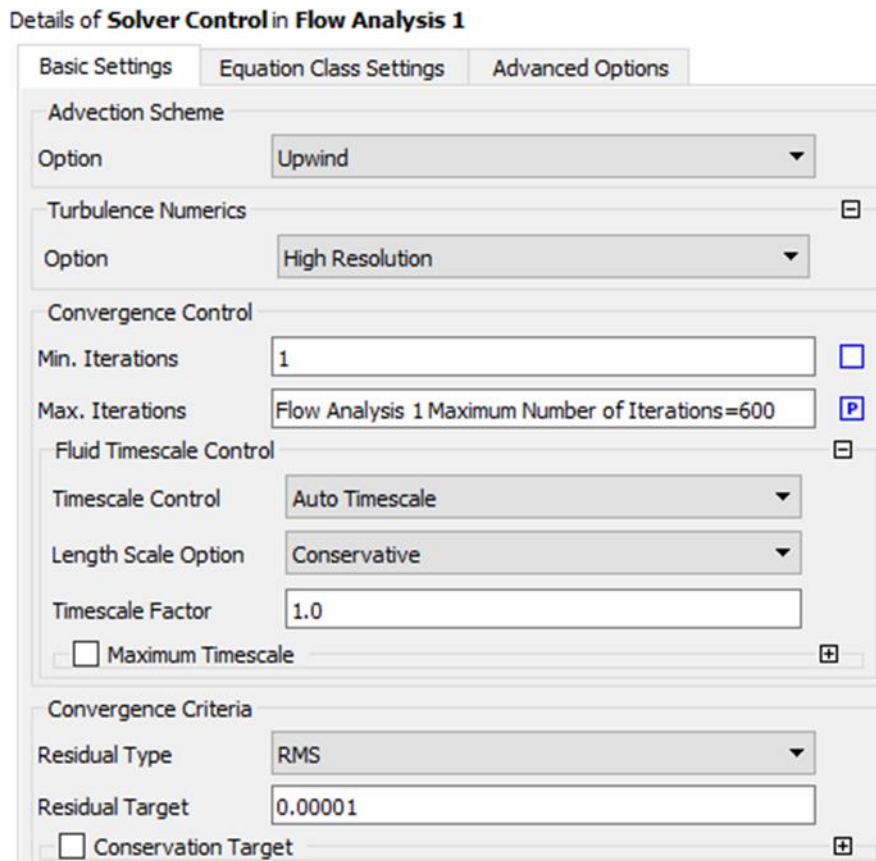 Details of Solver Control in Flow Analysis 1
Basic Settings Equation Class Settings Advanced Options
Advection Scheme
Option Upwind
Turbulence Numerics
Option High Resolution
Convergence Control
Min. Iterations 1
Max. Iterations Flow Analysis 1 Maximum Number of Iterations=600 P
Fluid Timescale Control
Timescale Control Auto Timescale
Length Scale Option Conservative
Timescale Factor 1.0
Maximum Timescale
Convergence Criteria
Residual Type RMS
Residual Target 0.00001
Conservation Target